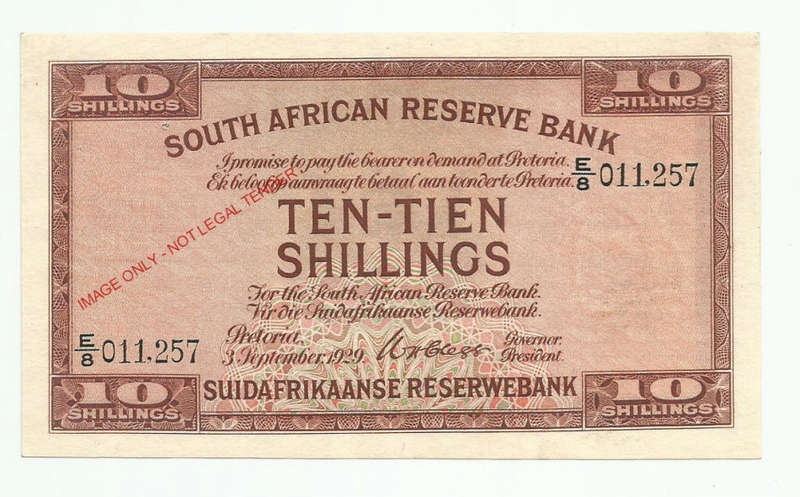 10
SHILLINGS
10
SHILLINGS
SOUTH AFRICAN RESERVE BANK
I promise to pay the bearer on demand at Pretoria.
Ek beloof op aanvraag te betaal aan toonder te Pretoria.
E/8 011,257
TEN-TIEN
SHILLINGS
IMAGE ONLY - NOT LEGAL TENDER
For the South African Reserve Bank.
Vir die Suidafrikaanse Reserwebank.
Pretoria.
3 September, 1929.
Governor.
President.
E/8 011,257
SUIDAFRIKAANSE RESERWEBANK
10
SHILLINGS
10
SHILLINGS